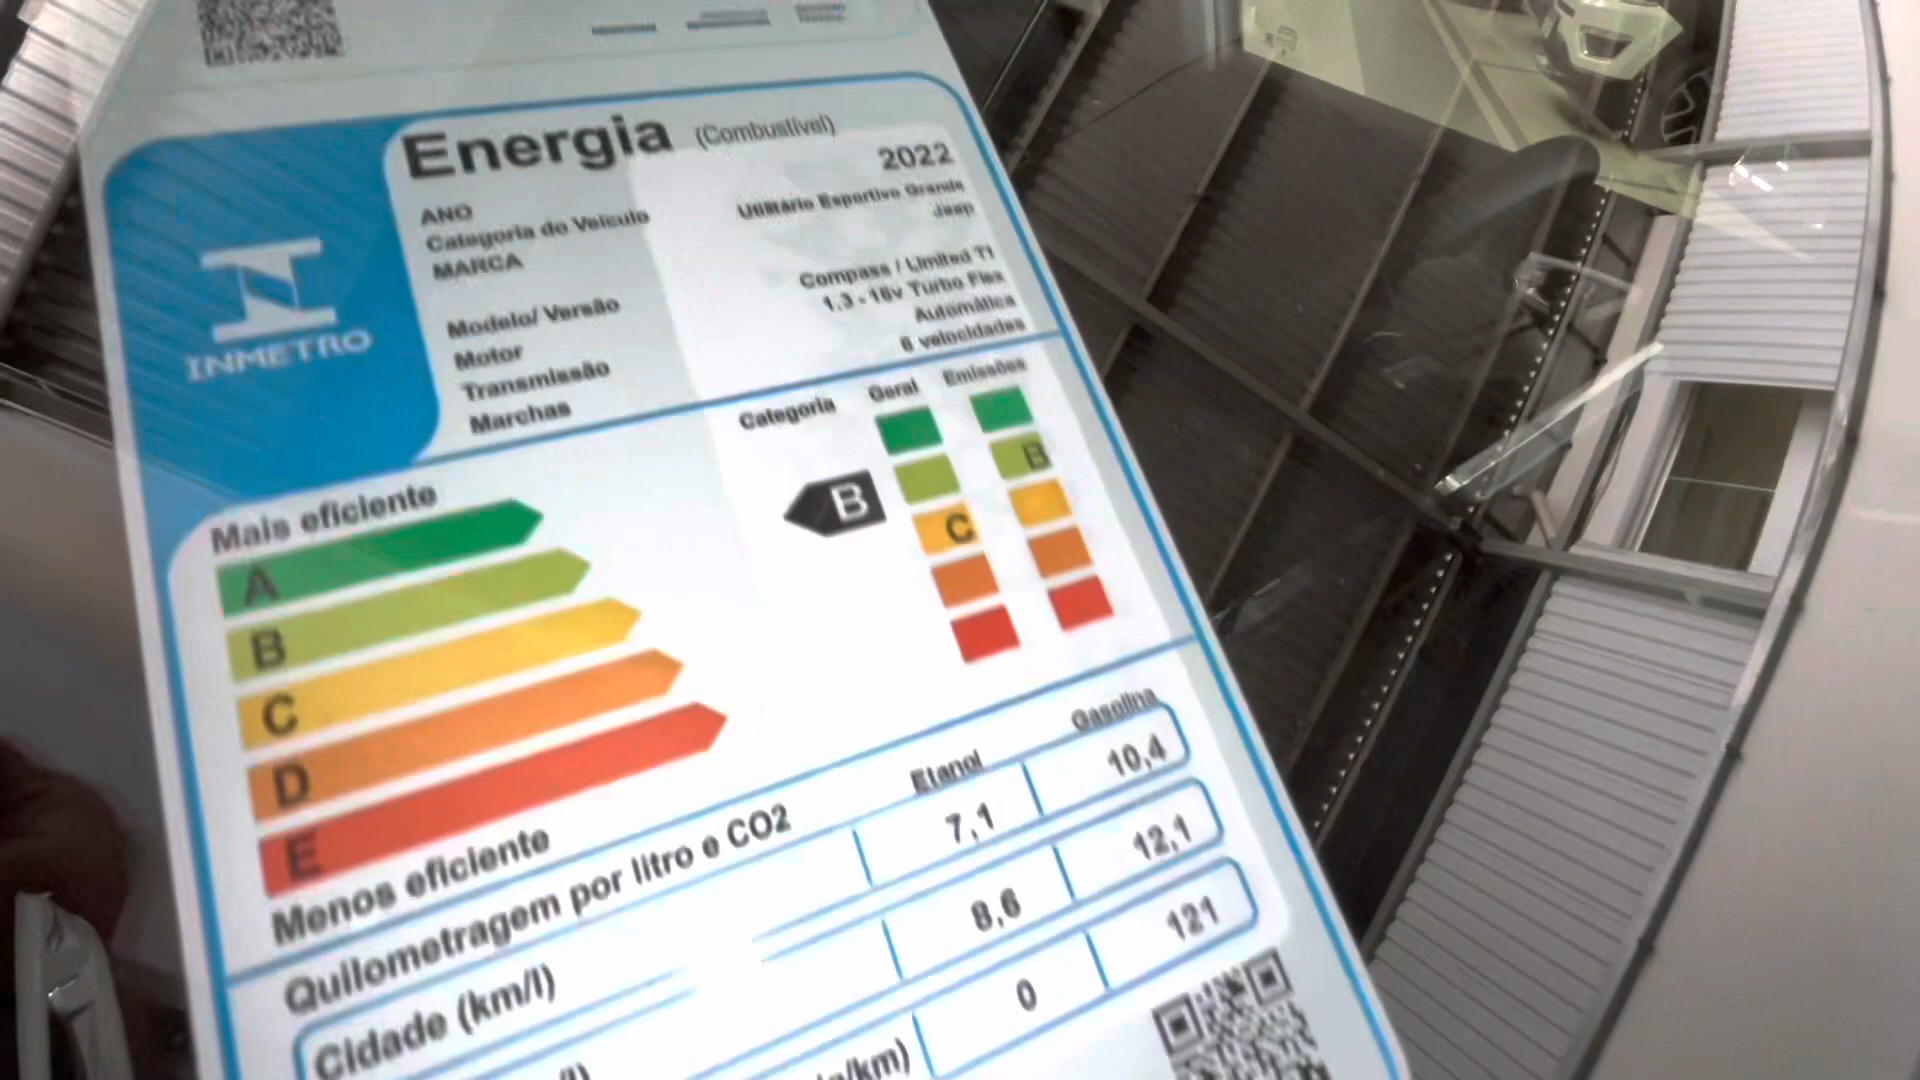 Energia (Combustível)
ANO 2022
Categoria do Veículo Utilitário Esportivo Grande
MARCA Jeep
Modelo/ Versão Compass / Limited T1
Motor 1.3 - 16v Turbo Flex
Transmissão Automática
Marchas 6 velocidades
INMETRO
Categoria Geral Emissões
B
B
C
Mais eficiente
A
B
C
D
E
Menos eficiente
Quilometragem por litro e CO2 Etanol Gasolina
Cidade (km/l) 7,1 10,4
8,6 12,1
0 121